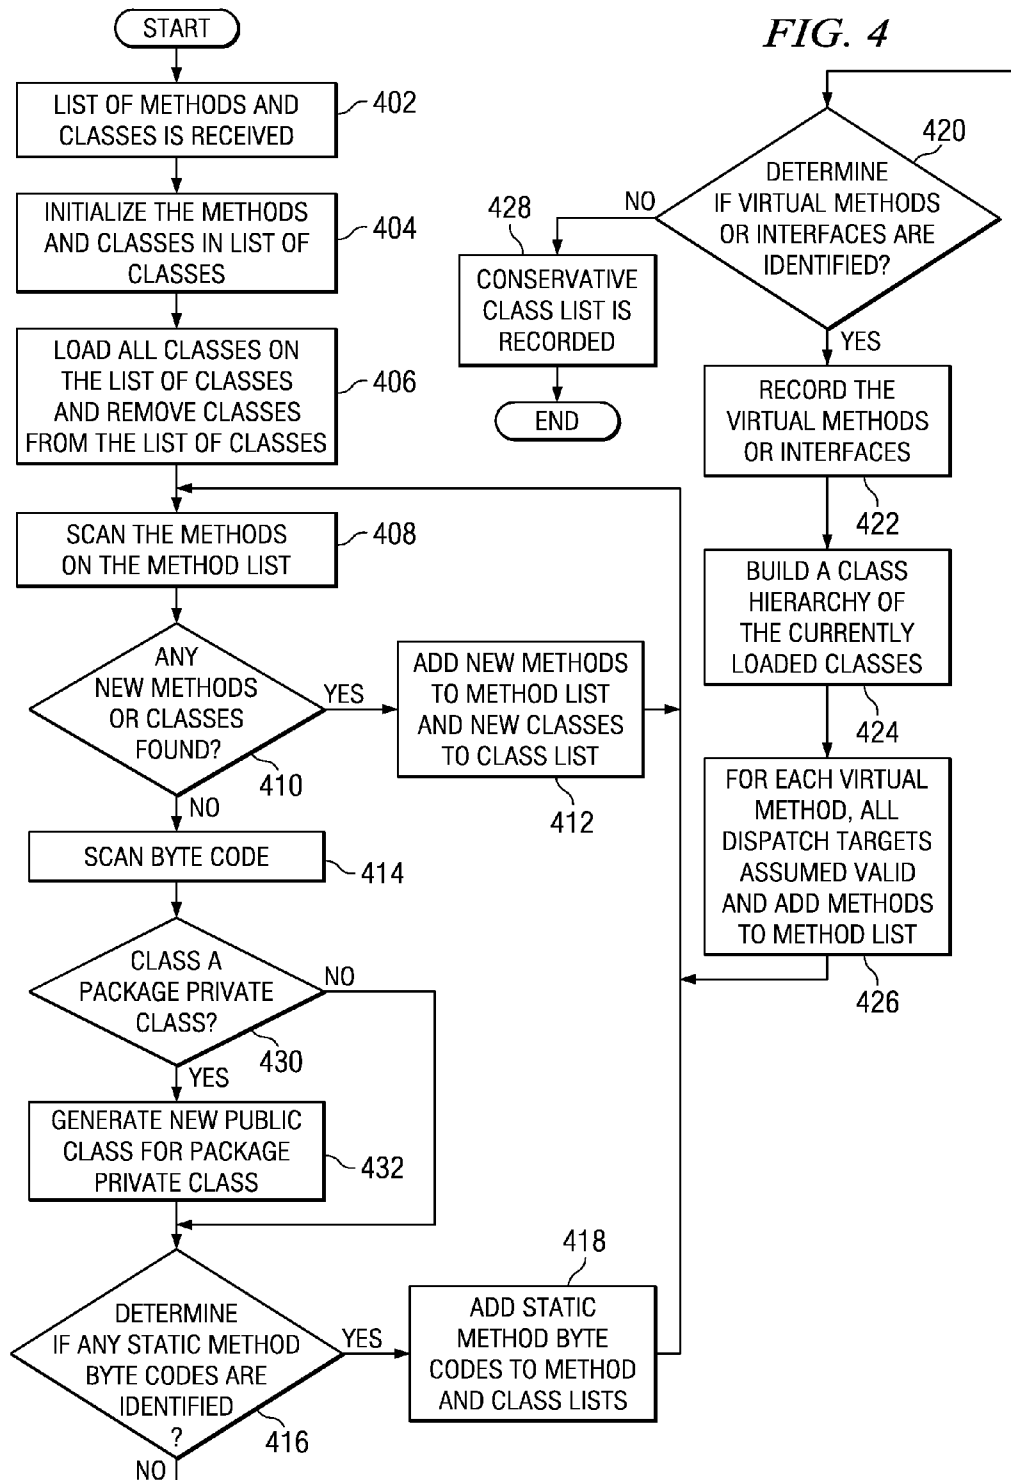 START
FIG. 4
LIST OF METHODS AND
CLASSES IS RECEIVED
402
INITIALIZE THE METHODS
AND CLASSES IN LIST OF
CLASSES
404
LOAD ALL CLASSES ON
THE LIST OF CLASSES
AND REMOVE CLASSES
FROM THE LIST OF CLASSES
406
SCAN THE METHODS
ON THE METHOD LIST
408
ANY
NEW METHODS
OR CLASSES
FOUND?
410
YES
ADD NEW METHODS
TO METHOD LIST
AND NEW CLASSES
TO CLASS LIST
412
NO
SCAN BYTE CODE
414
CLASS A
PACKAGE PRIVATE
CLASS?
430
NO
YES
GENERATE NEW PUBLIC
CLASS FOR PACKAGE
PRIVATE CLASS
432
DETERMINE
IF ANY STATIC METHOD
BYTE CODES ARE
IDENTIFIED
?
416
YES
418
ADD STATIC
METHOD BYTE
CODES TO METHOD
AND CLASS LISTS
NO
420
DETERMINE
IF VIRTUAL METHODS
OR INTERFACES ARE
IDENTIFIED?
NO
428
CONSERVATIVE
CLASS LIST IS
RECORDED
END
YES
RECORD THE
VIRTUAL METHODS
OR INTERFACES
422
BUILD A CLASS
HIERARCHY OF
THE CURRENTLY
LOADED CLASSES
424
FOR EACH VIRTUAL
METHOD, ALL
DISPATCH TARGETS
ASSUMED VALID
AND ADD METHODS
TO METHOD LIST
426